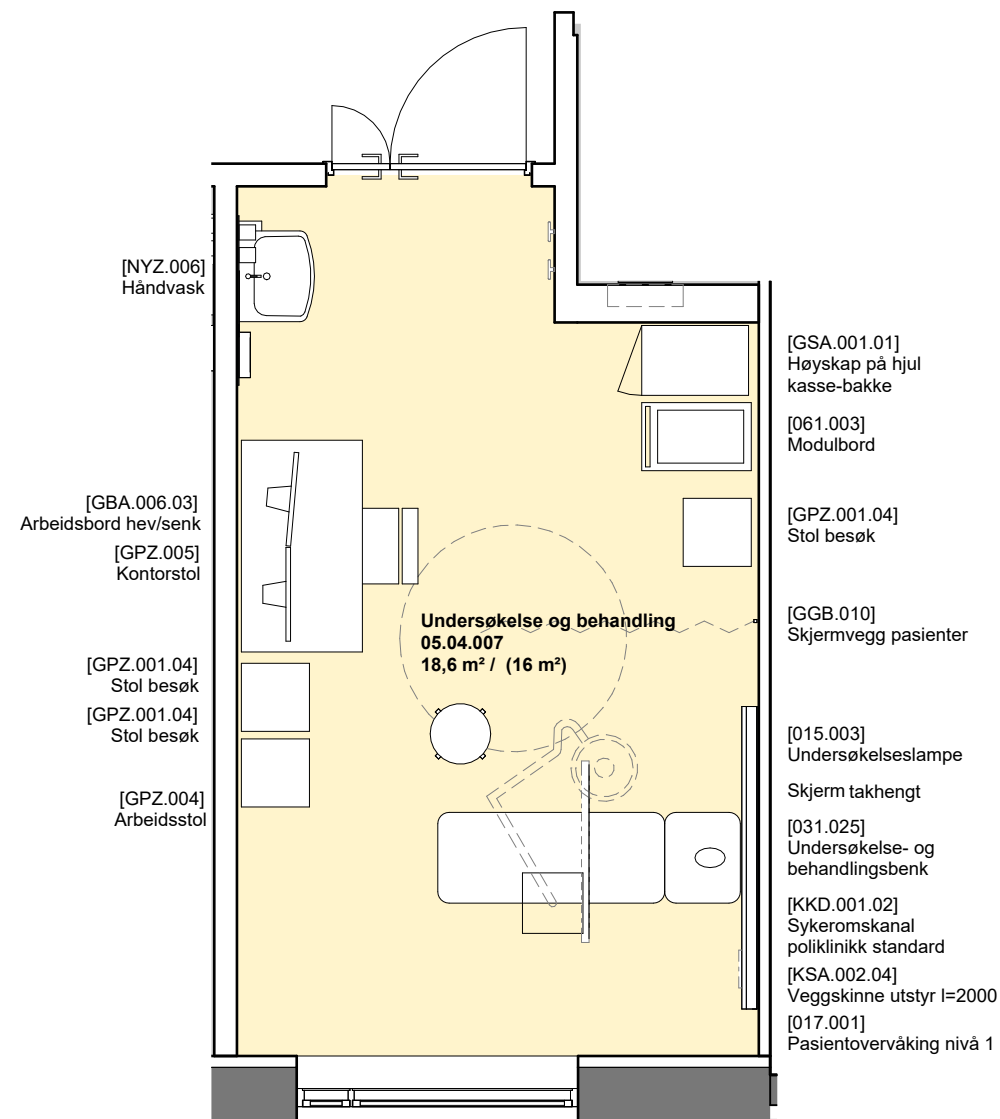 [NYZ.006]
Håndvask
[GBA.006.03]
Arbeidsbord hev/senk
[GPZ.005]
Kontorstol
[GPZ.001.04]
Stol besøk
[GPZ.001.04]
Stol besøk
[GPZ.004]
Arbeidsstol
Undersøkelse og behandling
05.04.007
18,6 m² / (16 m²)
[GSA.001.01]
Høyskap på hjul
kasse-bakke
[061.003]
Modulbord
[GPZ.001.04]
Stol besøk
[GGB.010]
Skjermvegg pasienter
[015.003]
Undersøkelseslampe
Skjerm takhengt
[031.025]
Undersøkelse- og
behandlingsbenk
[KKD.001.02]
Sykeromskanal
poliklinikk standard
[KSA.002.04]
Veggskinne utstyr l=2000
[017.001]
Pasientovervåking nivå 1